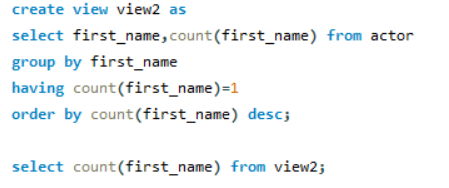 create view view2 as
select first_name,count(first_name) from actor
group by first_name
having count(first_name)=1
order by count(first_name) desc;
select count(first_name) from view2;